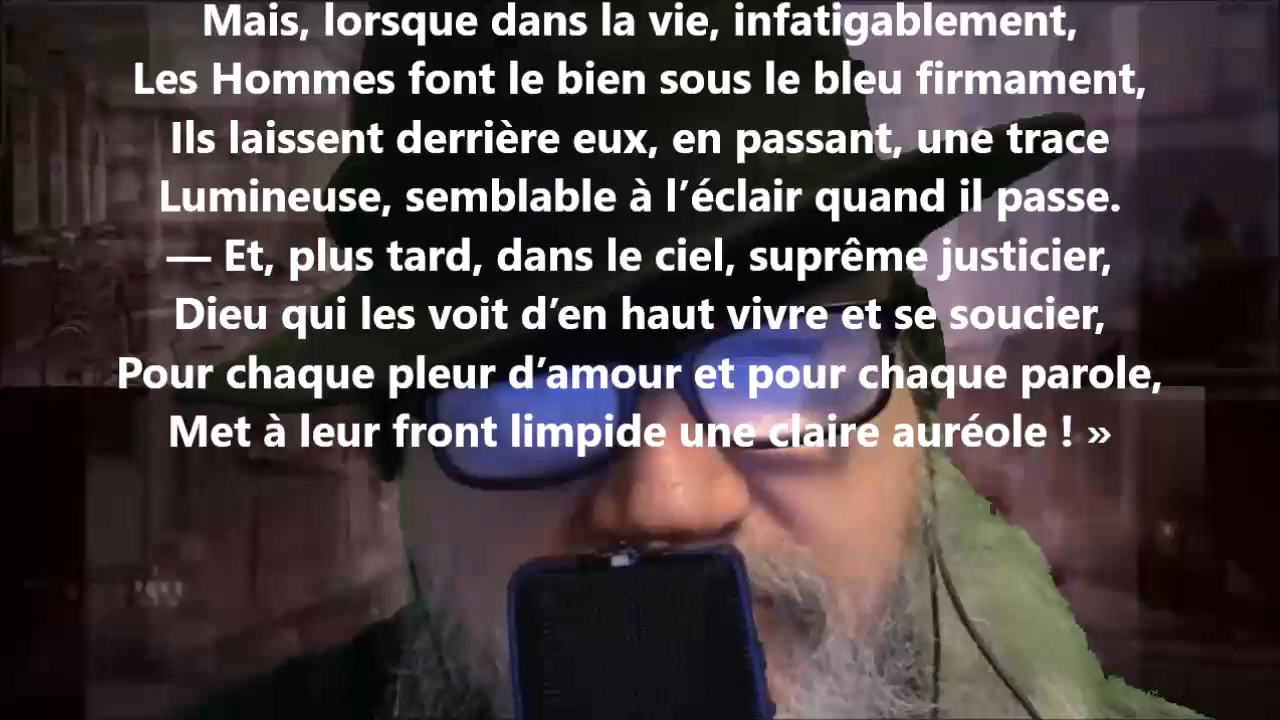 Mais, lorsque dans la vie, infatigablement,
Les Hommes font le bien sous le bleu firmament,
Ils laissent derrière eux, en passant, une trace
Lumineuse, semblable à l’éclair quand il passe.
— Et, plus tard, dans le ciel, suprême justicier,
Dieu qui les voit d’en haut vivre et se soucier,
Pour chaque pleur d’amour et pour chaque parole,
Met à leur front limpide une claire auréole ! »